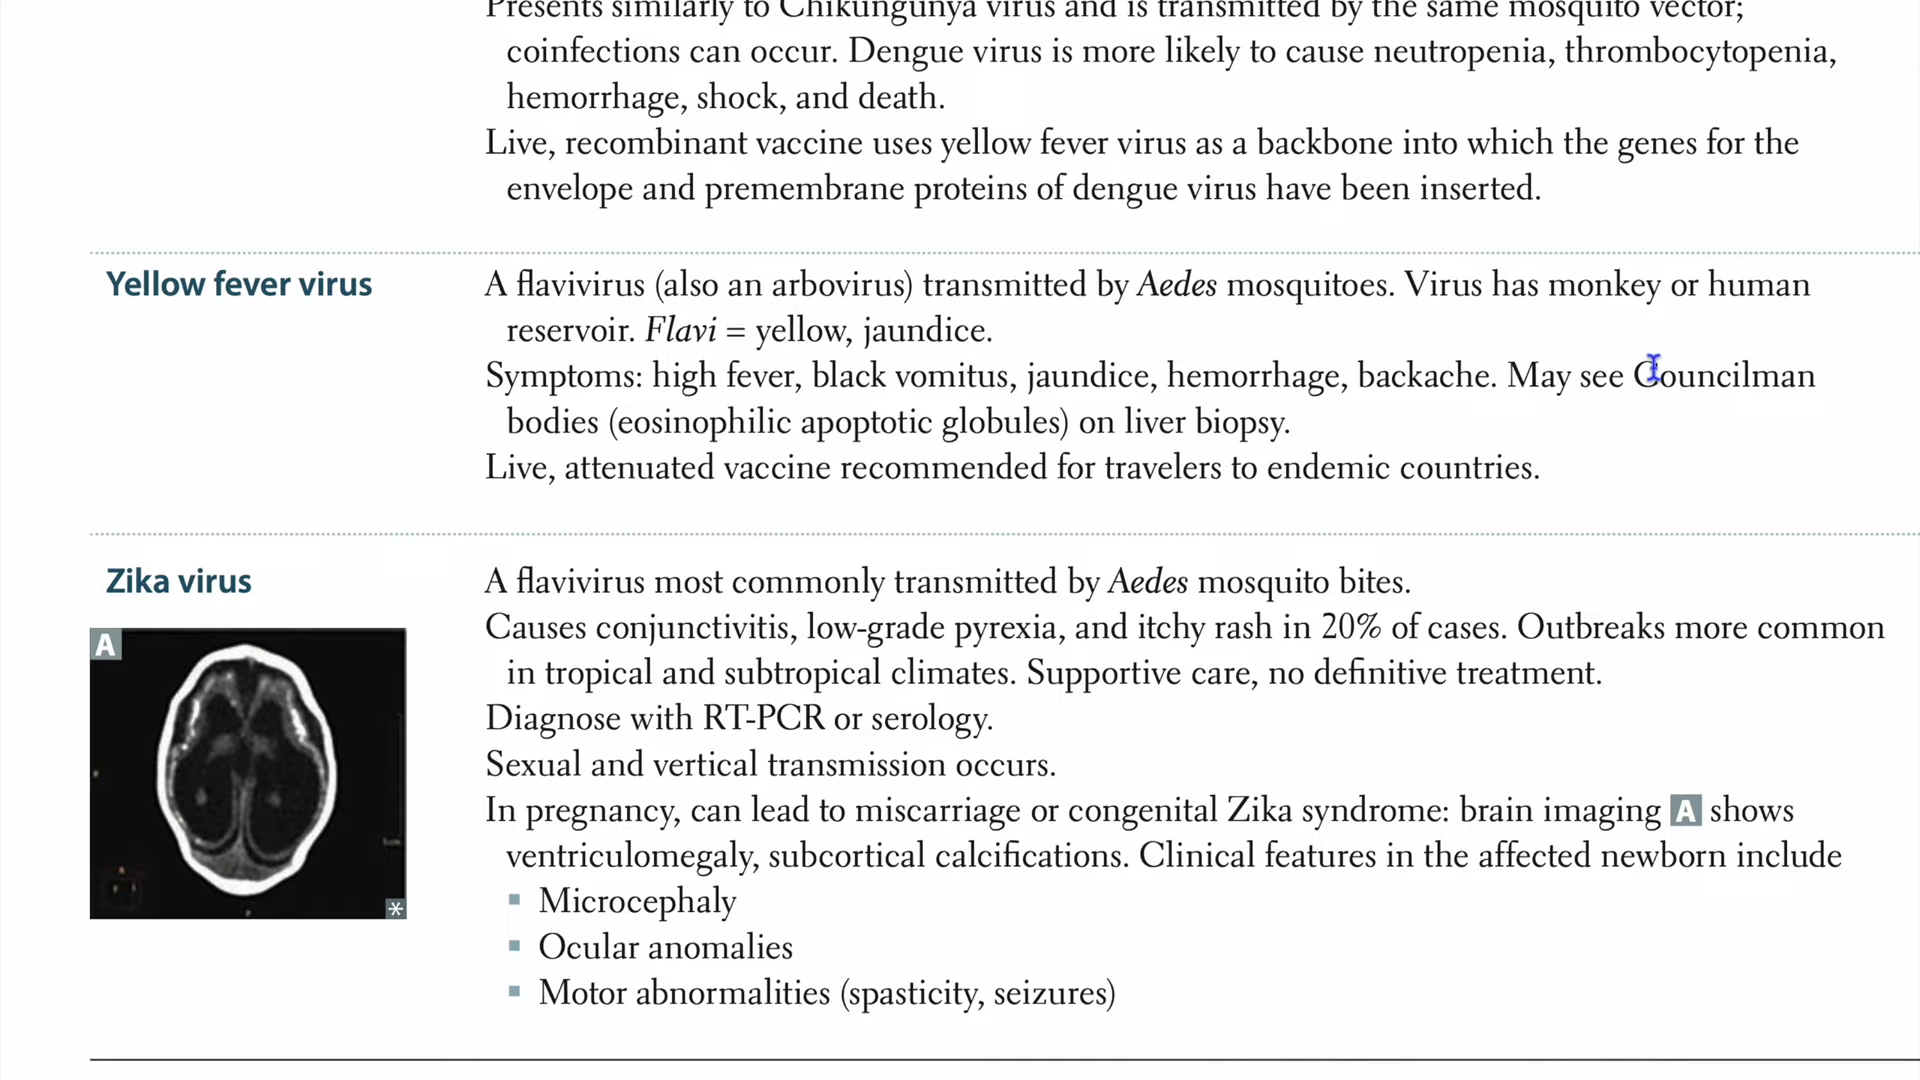 Presents similarly to Chikungunya virus and is transmitted by the same mosquito vector;
coinfections can occur. Dengue virus is more likely to cause neutropenia, thrombocytopenia,
hemorrhage, shock, and death.
Live, recombinant vaccine uses yellow fever virus as a backbone into which the genes for the
envelope and premembrane proteins of dengue virus have been inserted.
Yellow fever virus
A flavivirus (also an arbovirus) transmitted by Aedes mosquitoes. Virus has monkey or human
reservoir. Flavi = yellow, jaundice.
Symptoms: high fever, black vomitus, jaundice, hemorrhage, backache. May see Councilman
bodies (eosinophilic apoptotic globules) on liver biopsy.
Live, attenuated vaccine recommended for travelers to endemic countries.
Zika virus
A
*
A flavivirus most commonly transmitted by Aedes mosquito bites.
Causes conjunctivitis, low-grade pyrexia, and itchy rash in 20% of cases. Outbreaks more common
in tropical and subtropical climates. Supportive care, no definitive treatment.
Diagnose with RT-PCR or serology.
Sexual and vertical transmission occurs.
In pregnancy, can lead to miscarriage or congenital Zika syndrome: brain imaging A shows
ventriculomegaly, subcortical calcifications. Clinical features in the affected newborn include
▪ Microcephaly
▪ Ocular anomalies
▪ Motor abnormalities (spasticity, seizures)